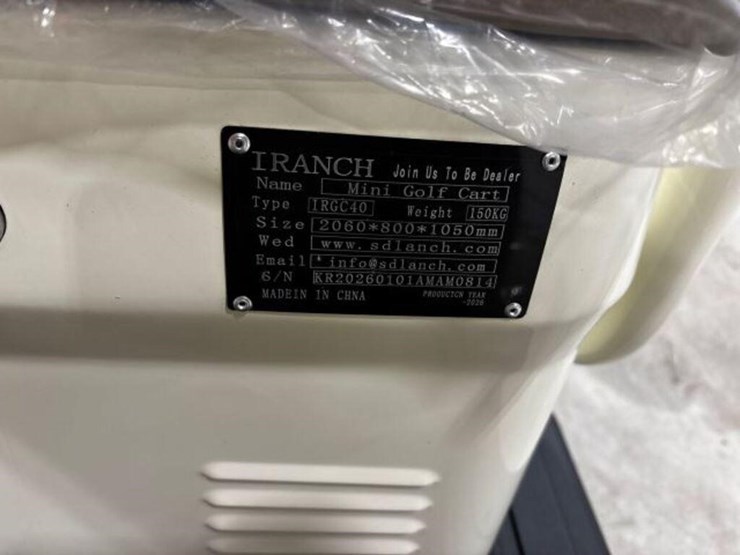 IRANCH Join Us To Be Dealer
Name Mini Golf Cart
Type IRGC40 Weight 150KG
Size 2060*800*1050mm
Wed www.sdlanch.com
Email * info@sdlanch.com
6/N KR20260101AMAM0814
MADEIN IN CHNA PRODUCTCN YEAR
-2026